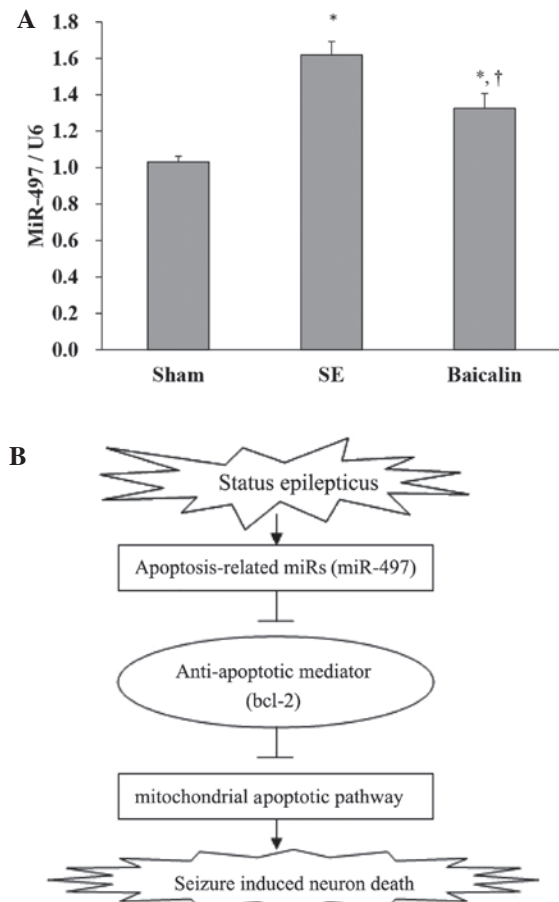 A
1.8
1.6
1.4
1.2
1.0
0.8
0.6
0.4
0.2
0.0
MiR-497 / U6
*
*, †
Sham SE Baicalin
B
Status epilepticus
Apoptosis-related miRs (miR-497)
Anti-apoptotic mediator
(bcl-2)
mitochondrial apoptotic pathway
Seizure induced neuron death